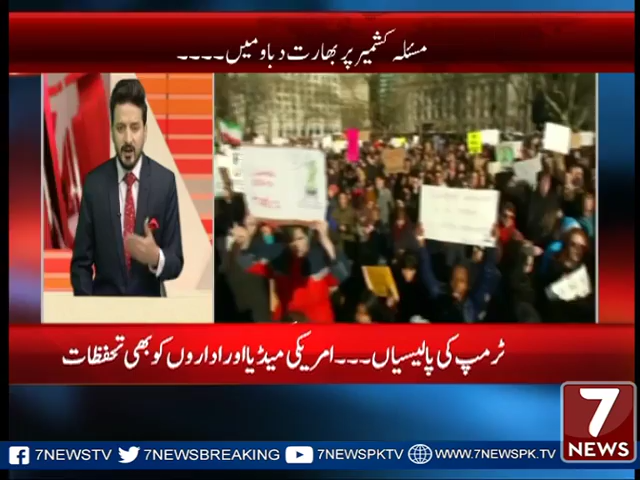 مسئلہ کشمیر پر بھارت دباو میں ۔۔۔۔
ٹرمپ کی پالیسیاں ۔۔۔ امریکی میڈیا اور اداروں کو بھی تحفظات
7
NEWS
7NEWSTV
7NEWSBREAKING
7NEWSPKTV
WWW.7NEWSPK.TV